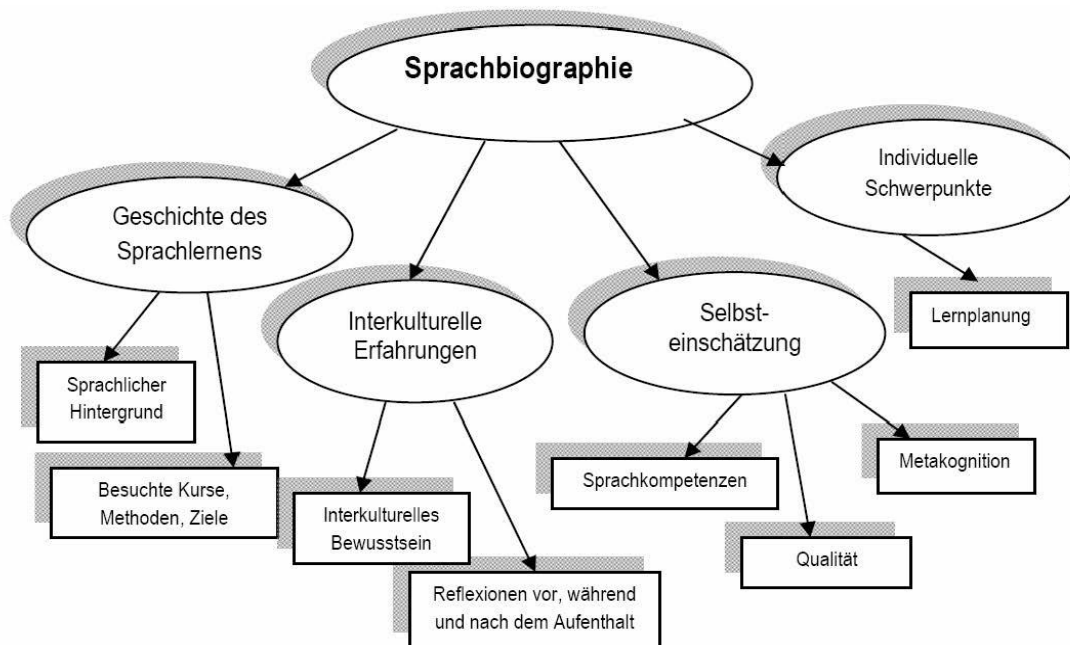 Sprachbiographie
Individuelle
Schwerpunkte
Geschichte des
Sprachlernens
Interkulturelle
Erfahrungen
Selbst-
einschätzung
Lernplanung
Sprachlicher
Hintergrund
Besuchte Kurse,
Methoden, Ziele
Interkulturelles
Bewusstsein
Reflexionen vor, während
und nach dem Aufenthalt
Sprachkompetenzen
Qualität
Metakognition